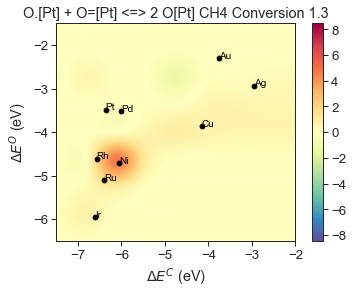 O.[Pt] + O=[Pt] <=> 2 O[Pt] CH4 Conversion 1.3
−2
−3
−4
−5
−6
ΔE^O (eV)
Au
Ag
Pt
Pd
Cu
Rh
Ni
Ru
Ir
−7
−6
−5
−4
−3
−2
ΔE^C (eV)
8
6
4
2
0
−2
−4
−6
−8